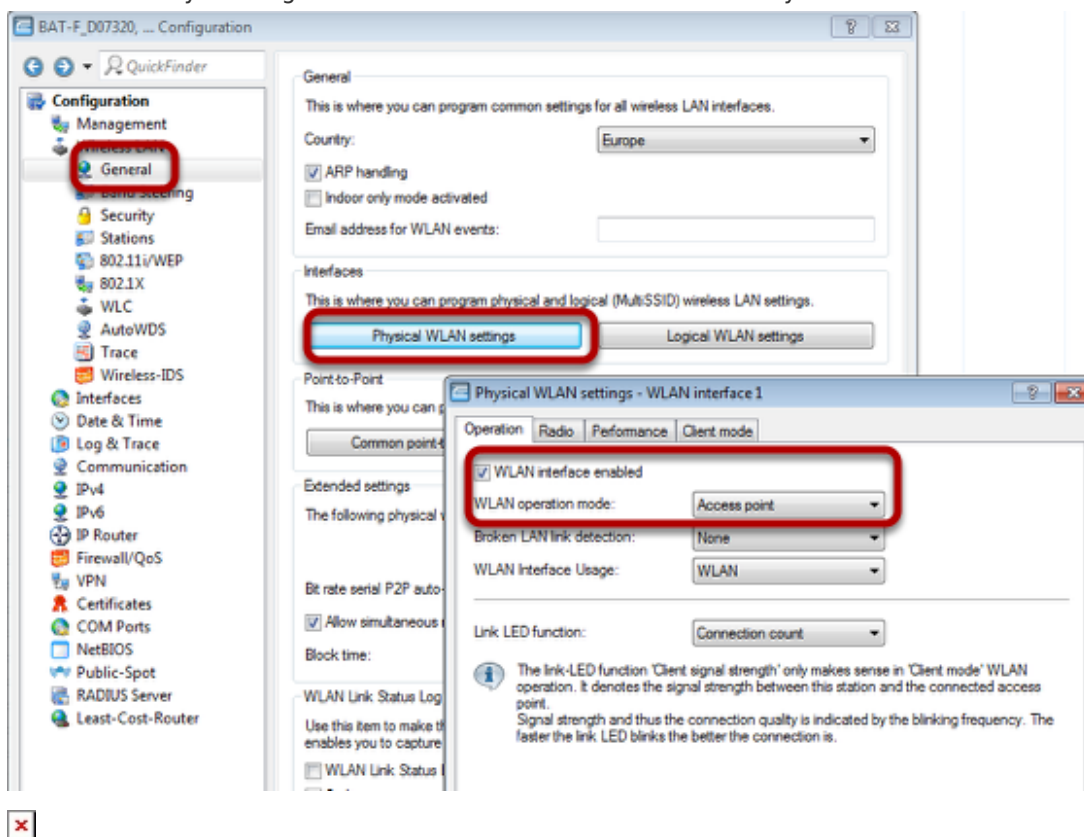 BAT-F_D07320, ... Configuration
QuickFinder
Configuration
Management
Wireless LAN
General
Band Steering
Security
Stations
802.11i/WEP
802.1X
WLC
AutoWDS
Trace
Wireless-IDS
Interfaces
Date & Time
Log & Trace
Communication
IPv4
IPv6
IP Router
Firewall/QoS
VPN
Certificates
COM Ports
NetBIOS
Public-Spot
RADIUS Server
Least-Cost-Router
General
This is where you can program common settings for all wireless LAN interfaces.
Country: Europe
ARP handling
Indoor only mode activated
Email address for WLAN events:
Interfaces
This is where you can program physical and logical (MultiSSID) wireless LAN settings.
Physical WLAN settings Logical WLAN settings
Point-to-Point
This is where you can p
Common point-t
Extended settings
The following physical
Bit rate serial P2P auto-
Allow simultaneous
Block time:
WLAN Link Status Log
Use this item to make th
enables you to capture
WLAN Link Status
Physical WLAN settings - WLAN interface 1
Operation Radio Performance Client mode
WLAN interface enabled
WLAN operation mode: Access point
Broken LAN link detection: None
WLAN Interface Usage: WLAN
Link LED function: Connection count
The link-LED function 'Client signal strength' only makes sense in 'Client mode' WLAN
operation. It denotes the signal strength between this station and the connected access
point.
Signal strength and thus the connection quality is indicated by the blinking frequency. The
faster the link LED blinks the better the connection is.